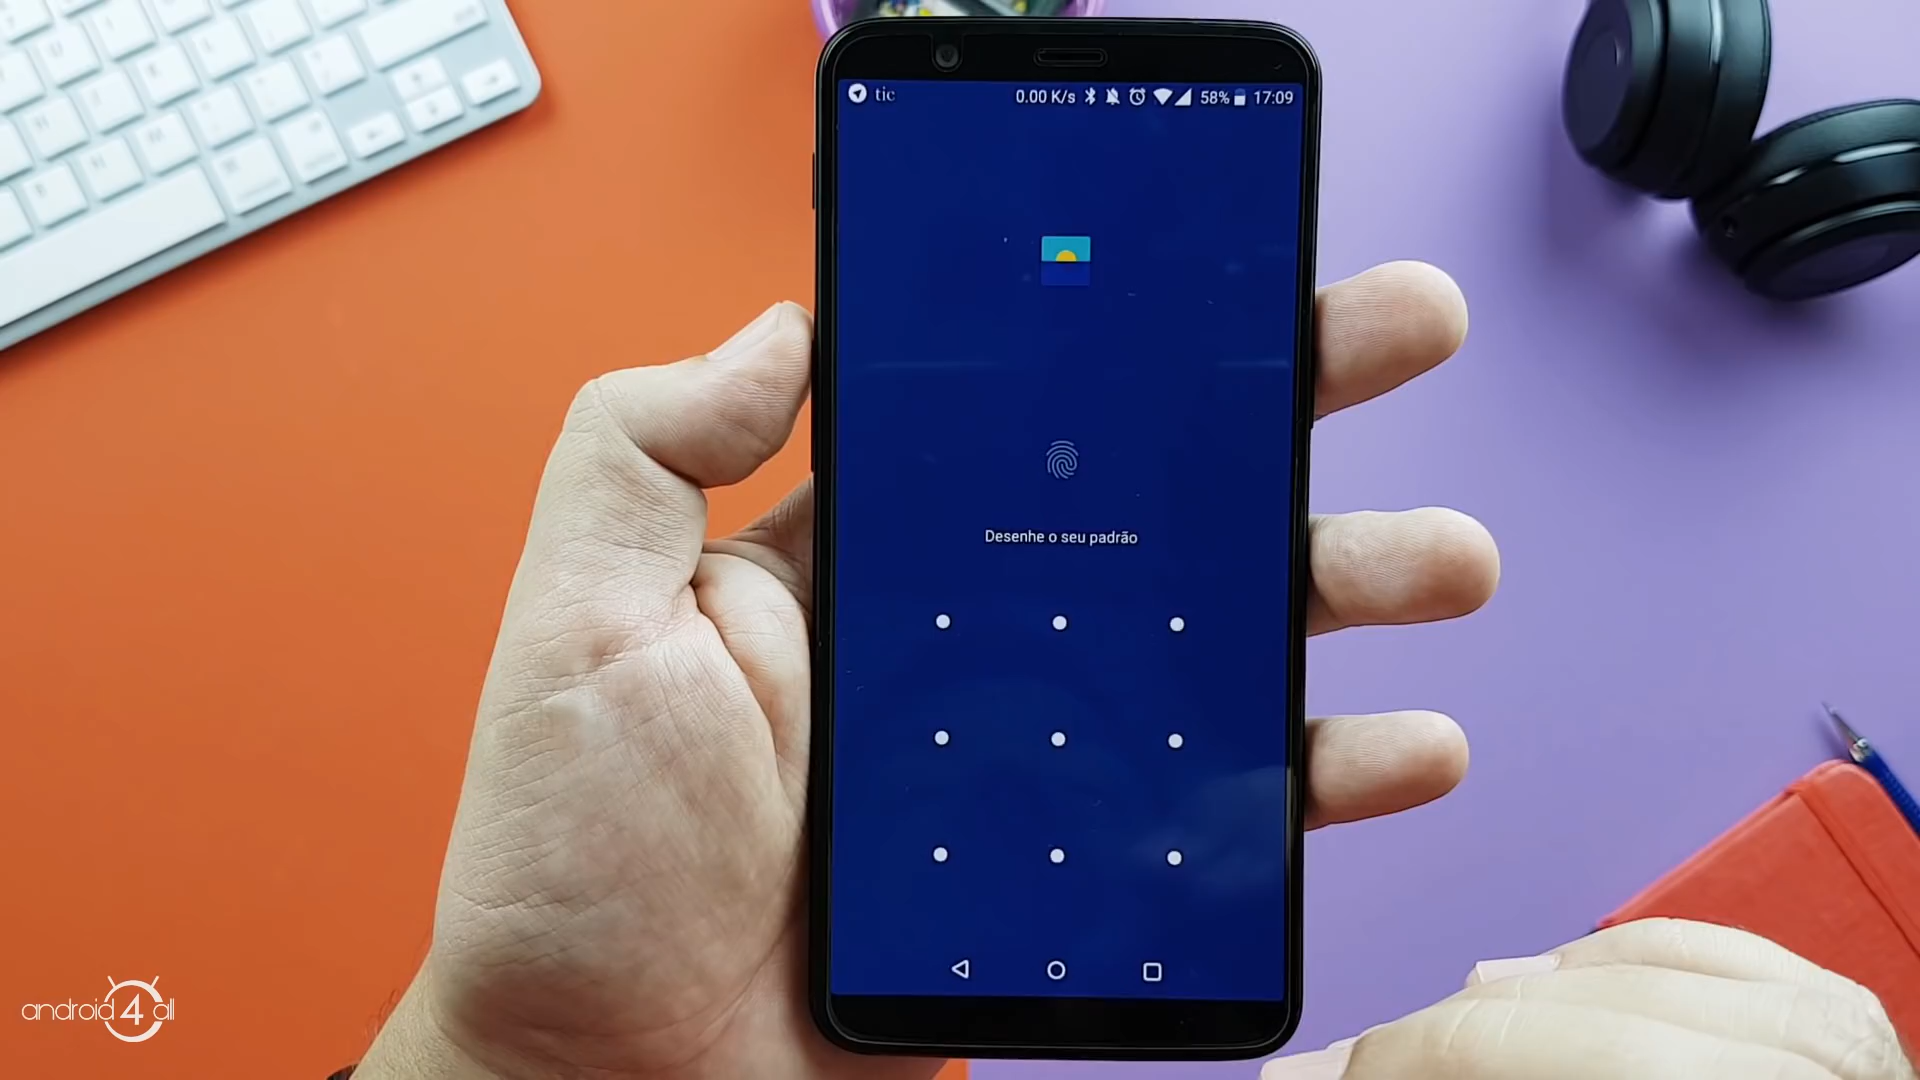 tic
0.00 K/s 58% 17:09
Desenhe o seu padrão
android4all